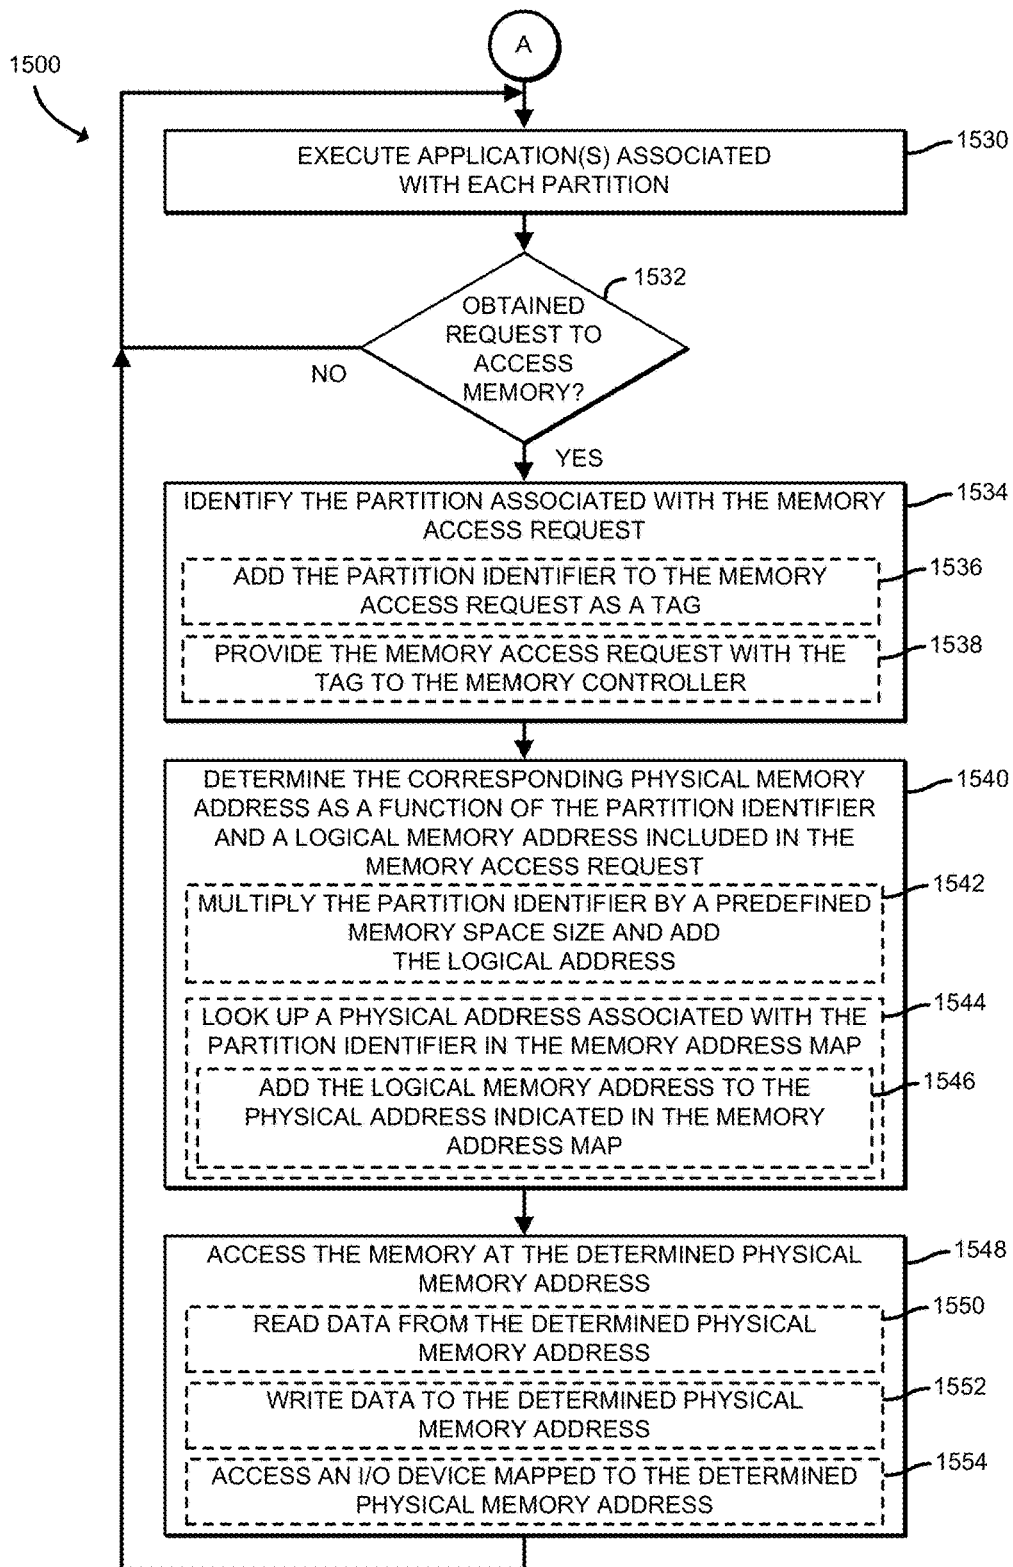 A
1500
EXECUTE APPLICATION(S) ASSOCIATED
WITH EACH PARTITION
1530
OBTAINED
REQUEST TO
ACCESS
MEMORY?
1532
NO
YES
IDENTIFY THE PARTITION ASSOCIATED WITH THE MEMORY
ACCESS REQUEST
1534
ADD THE PARTITION IDENTIFIER TO THE MEMORY
ACCESS REQUEST AS A TAG
1536
PROVIDE THE MEMORY ACCESS REQUEST WITH THE
TAG TO THE MEMORY CONTROLLER
1538
DETERMINE THE CORRESPONDING PHYSICAL MEMORY
ADDRESS AS A FUNCTION OF THE PARTITION IDENTIFIER
AND A LOGICAL MEMORY ADDRESS INCLUDED IN THE
MEMORY ACCESS REQUEST
1540
MULTIPLY THE PARTITION IDENTIFIER BY A PREDEFINED
MEMORY SPACE SIZE AND ADD
THE LOGICAL ADDRESS
1542
LOOK UP A PHYSICAL ADDRESS ASSOCIATED WITH THE
PARTITION IDENTIFIER IN THE MEMORY ADDRESS MAP
1544
ADD THE LOGICAL MEMORY ADDRESS TO THE
PHYSICAL ADDRESS INDICATED IN THE MEMORY
ADDRESS MAP
1546
ACCESS THE MEMORY AT THE DETERMINED PHYSICAL
MEMORY ADDRESS
1548
READ DATA FROM THE DETERMINED PHYSICAL
MEMORY ADDRESS
1550
WRITE DATA TO THE DETERMINED PHYSICAL
MEMORY ADDRESS
1552
ACCESS AN I/O DEVICE MAPPED TO THE DETERMINED
PHYSICAL MEMORY ADDRESS
1554